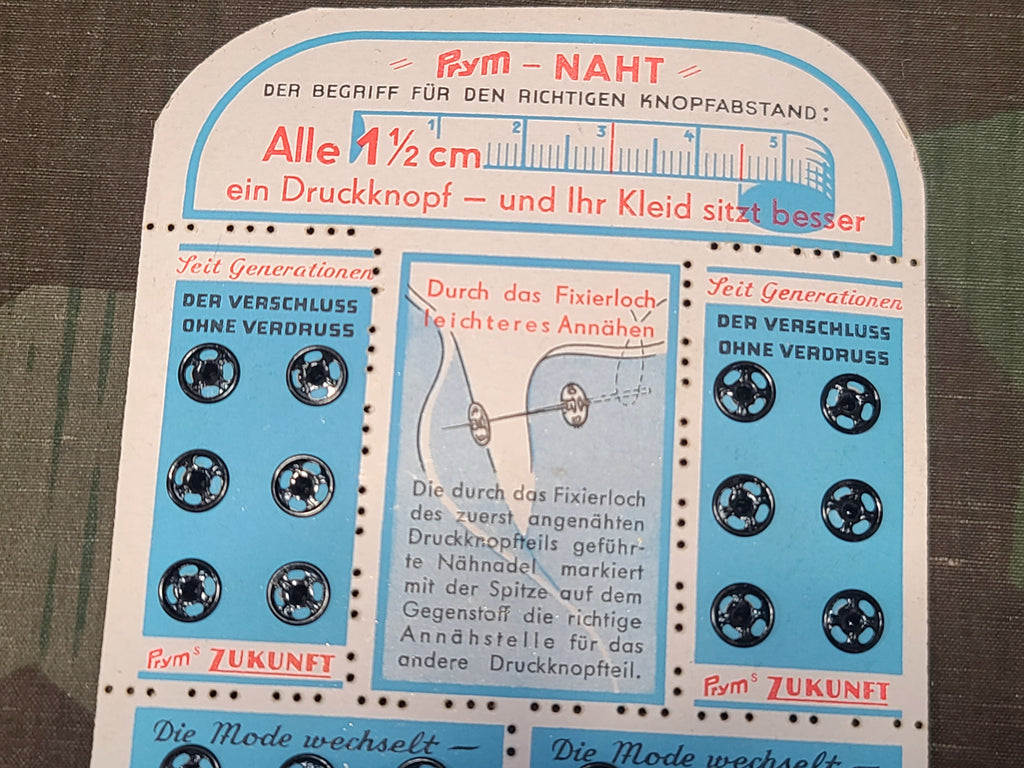 Prym - NAHT
DER BEGRIFF FÜR DEN RICHTIGEN KNOPFABSTAND:
Alle 1½ cm
1 2 3 4 5
ein Druckknopf — und Ihr Kleid sitzt besser
Seit Generationen
DER VERSCHLUSS
OHNE VERDRUSS
Prym's ZUKUNFT
Durch das Fixierloch
leichteres Annähen
Die durch das Fixierloch
des zuerst angenähten
Druckknopfteils geführ-
te Nähnadel markiert
mit der Spitze auf dem
Gegenstoff die richtige
Annähstelle für das
andere Druckknopfteil.
Seit Generationen
DER VERSCHLUSS
OHNE VERDRUSS
Prym's ZUKUNFT
Die Mode wechselt —
Die Mode wechselt —